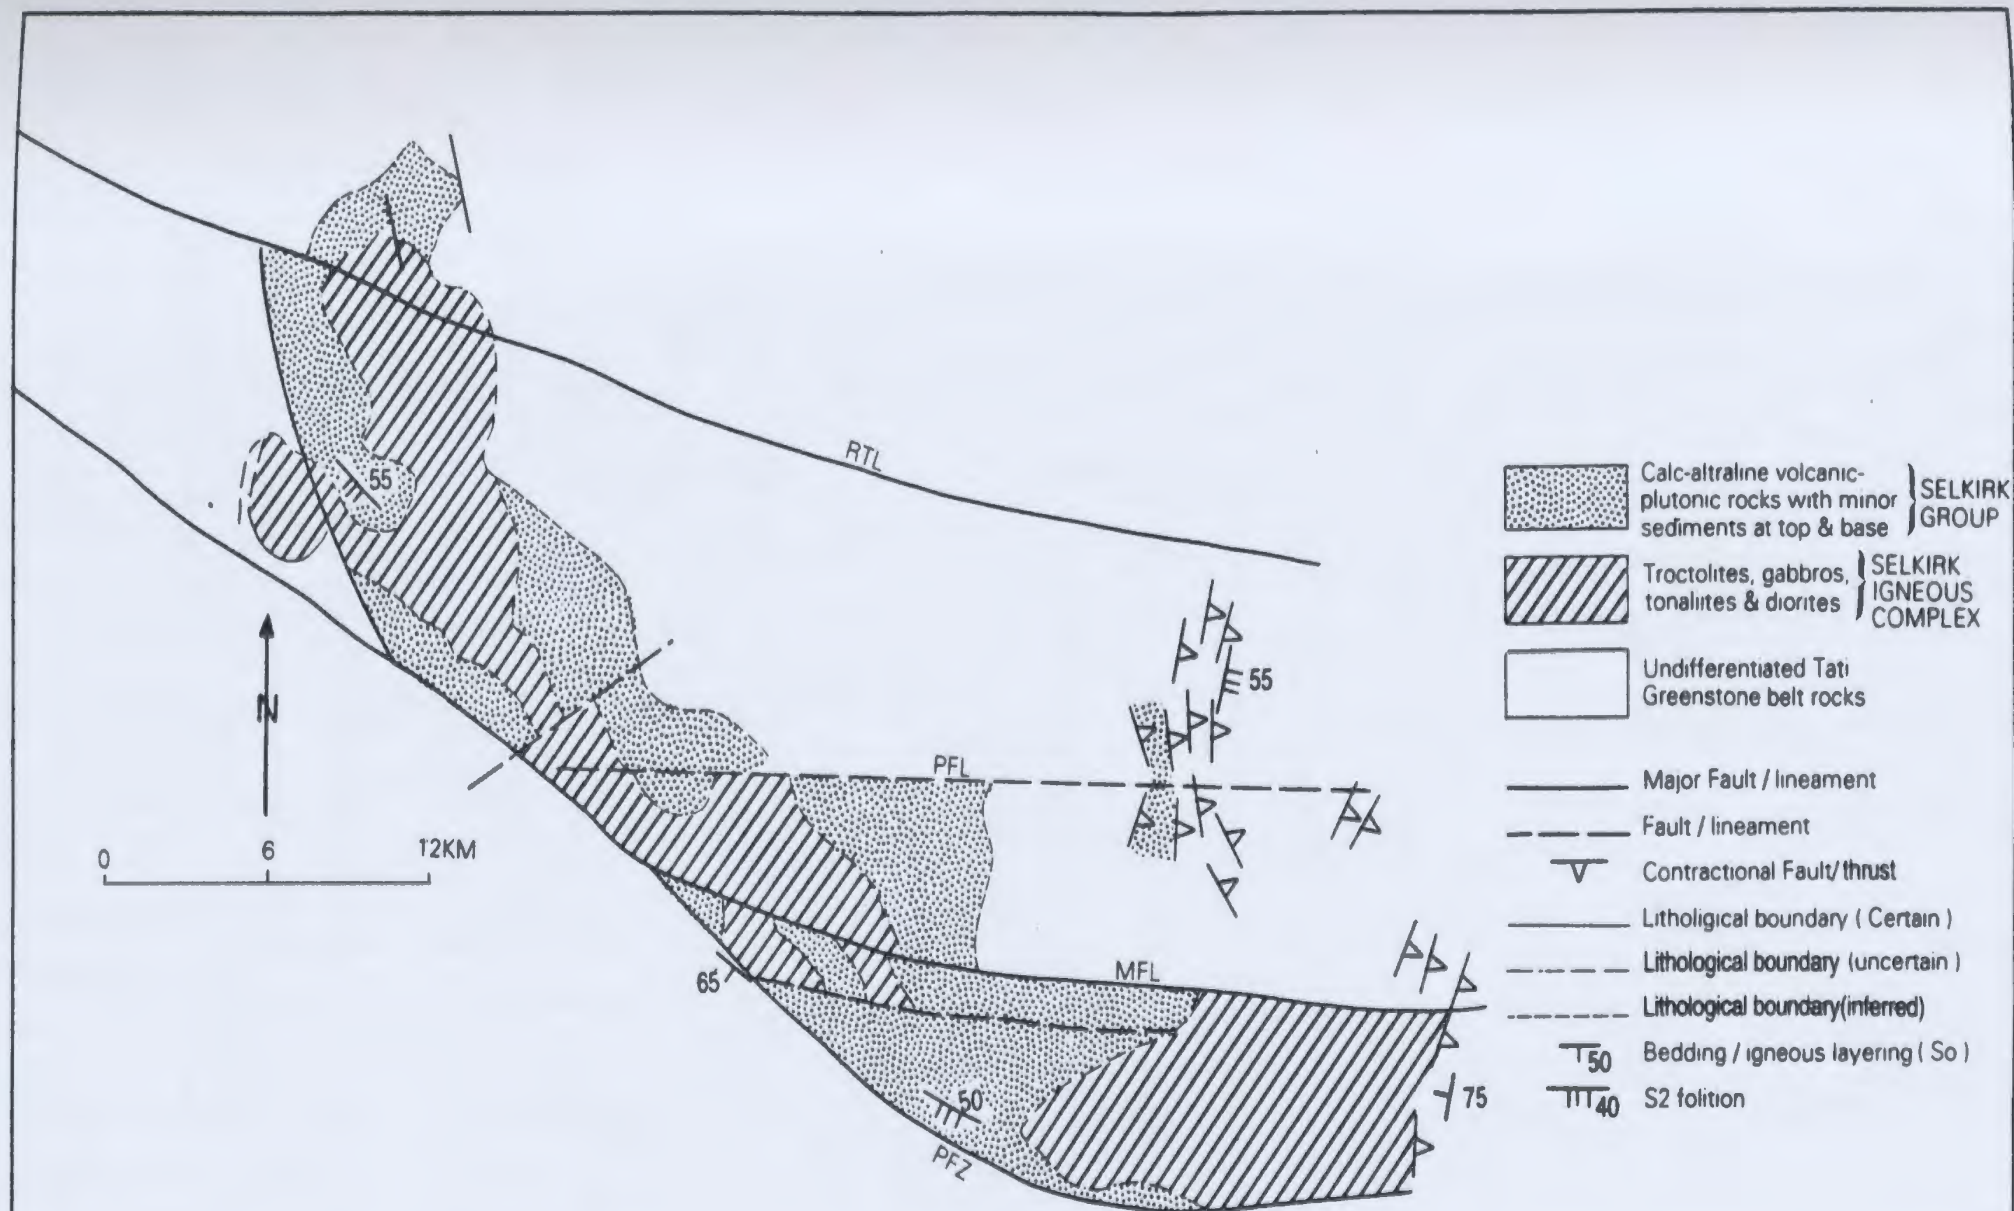 RTL
55
N
0 6 12KM
55
PFL
65
MFL
50
PFZ
75
Calc-altraline volcanic-
plutonic rocks with minor
sediments at top & base
SELKIRK
GROUP
Troctolites, gabbros,
tonaliites & diorites
SELKIRK
IGNEOUS
COMPLEX
Undifferentiated Tati
Greenstone belt rocks
Major Fault / lineament
Fault / lineament
Contractional Fault/thrust
Litholigical boundary ( Certain )
Lithological boundary (uncertain )
Lithological boundary(inferred)
50 Bedding / igneous layering ( So )
40 S2 folition